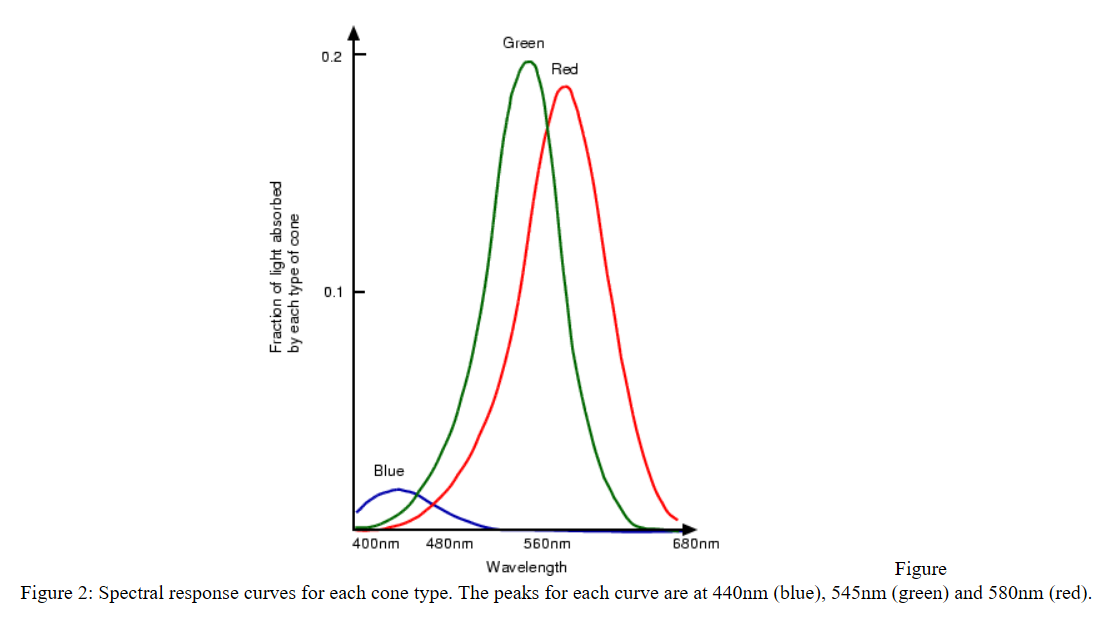 Green
0.2
Red
Fraction of light absorbed
by each type of cone
0.1
Blue
400nm 480nm 560nm 680nm
Wavelength
Figure
Figure 2: Spectral response curves for each cone type. The peaks for each curve are at 440nm (blue), 545nm (green) and 580nm (red).